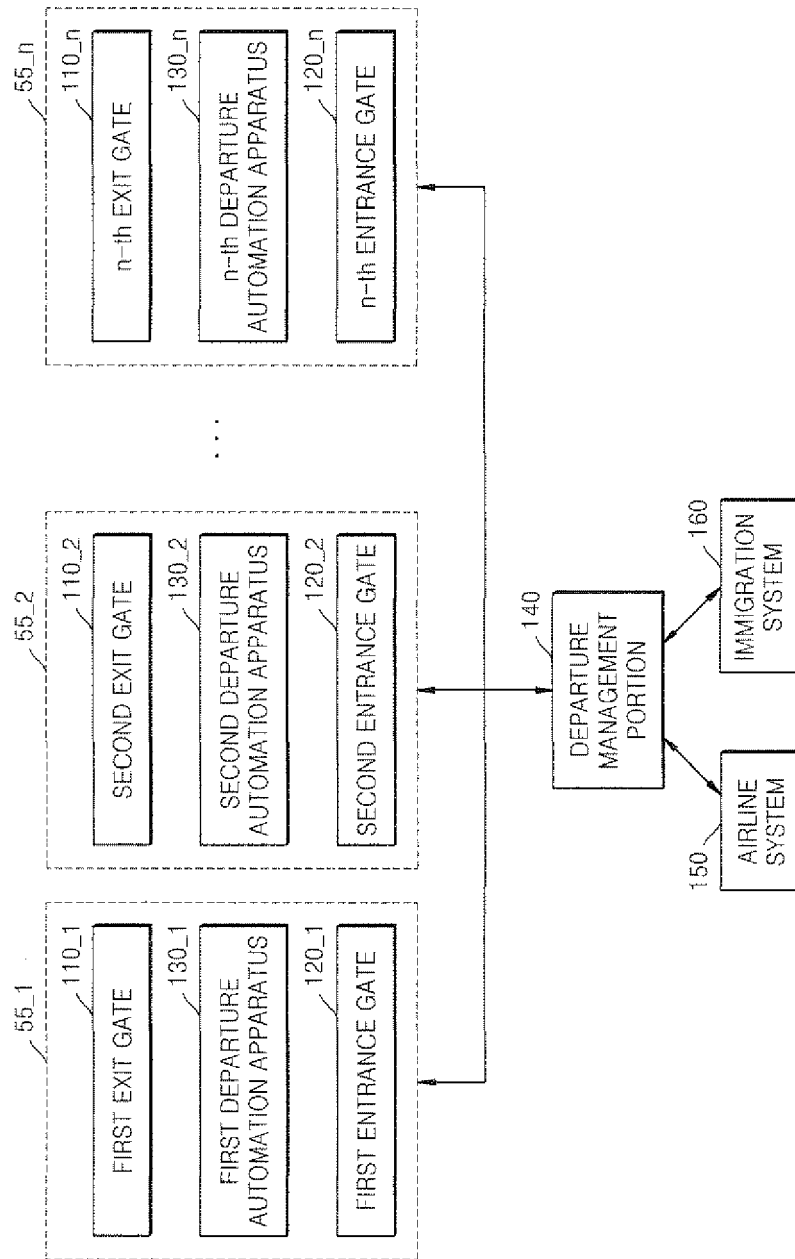 55_1
110_1
FIRST EXIT GATE
130_1
FIRST DEPARTURE
AUTOMATION APPARATUS
120_1
FIRST ENTRANCE GATE
55_2
110_2
SECOND EXIT GATE
130_2
SECOND DEPARTURE
AUTOMATION APPARATUS
120_2
SECOND ENTRANCE GATE
...
55_n
110_n
n-th EXIT GATE
130_n
n-th DEPARTURE
AUTOMATION APPARATUS
120_n
n-th ENTRANCE GATE
140
DEPARTURE
MANAGEMENT
PORTION
150
AIRLINE
SYSTEM
160
IMMIGRATION
SYSTEM